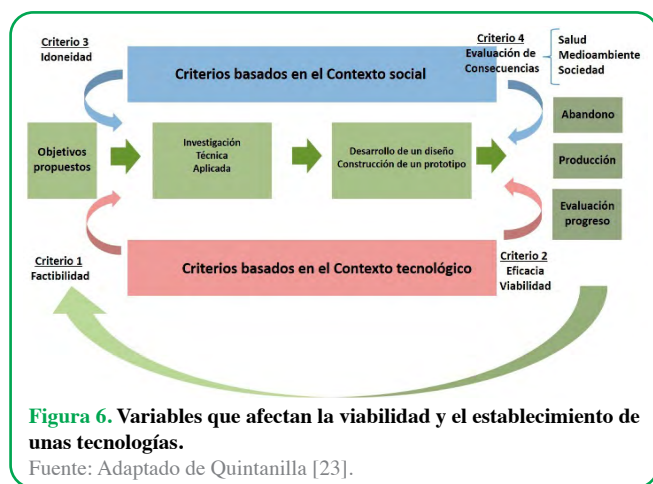 Criterio 3
Idoneidad
Criterios basados en el Contexto social
Criterio 4
Evaluación de
Consecuencias
Salud
Medioambiente
Sociedad
Objetivos
propuestos
Investigación
Técnica
Aplicada
Desarrollo de un diseño
Construcción de un prototipo
Abandono
Producción
Evaluación
progreso
Criterio 1
Factibilidad
Criterios basados en el Contexto tecnológico
Criterio 2
Eficacia
Viabilidad
Figura 6. Variables que afectan la viabilidad y el establecimiento de
unas tecnologías.
Fuente: Adaptado de Quintanilla [23].